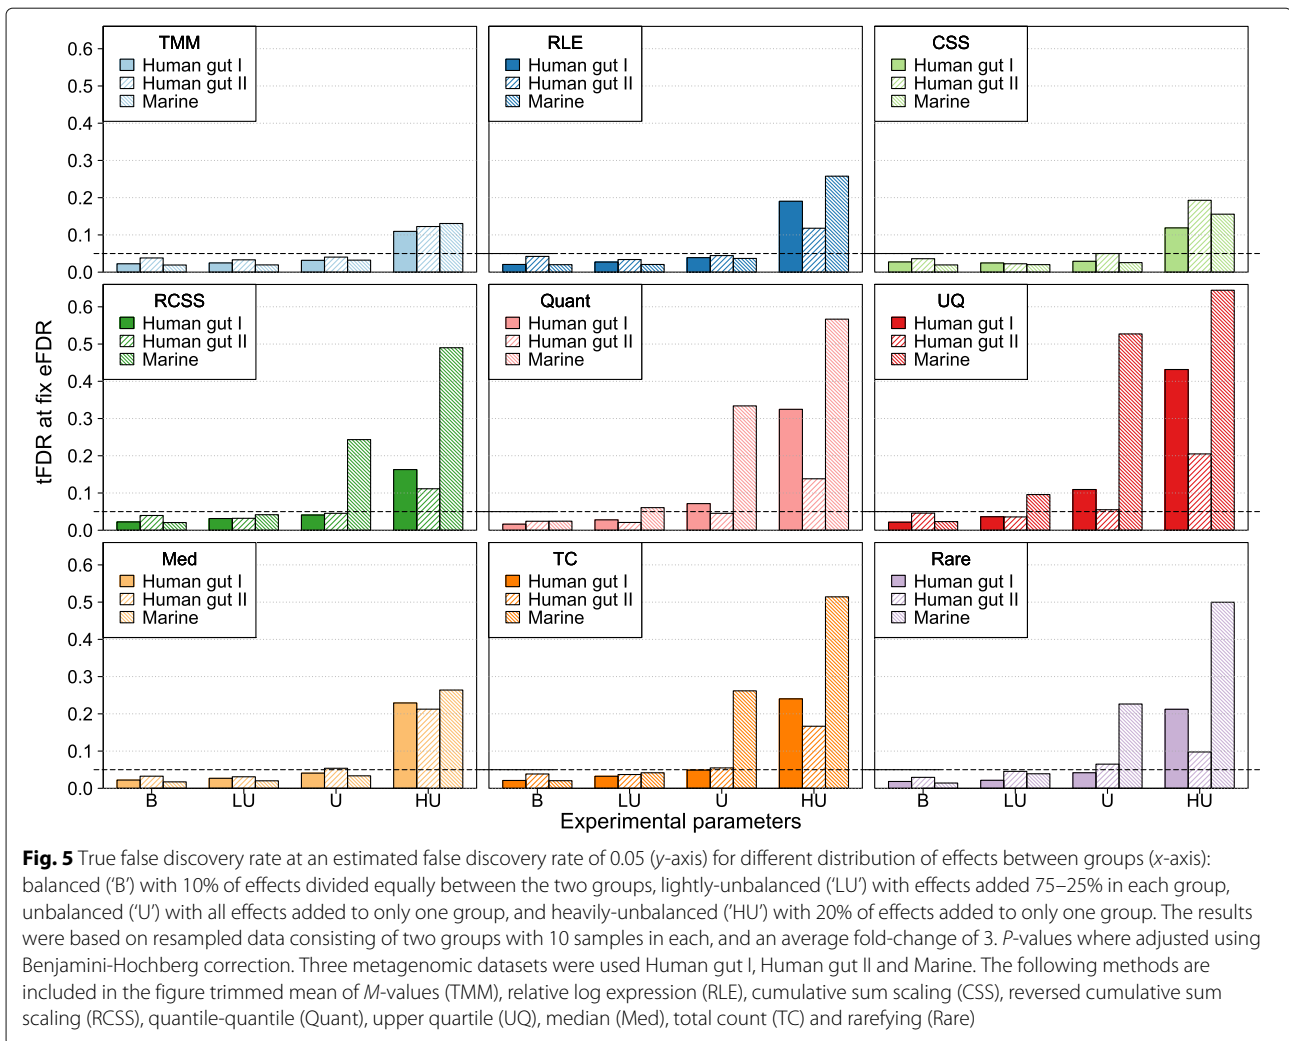 TMM
Human gut I
Human gut II
Marine
RLE
Human gut I
Human gut II
Marine
CSS
Human gut I
Human gut II
Marine
0.6
0.5
0.4
0.3
0.2
0.1
0.0
RCSS
Human gut I
Human gut II
Marine
Quant
Human gut I
Human gut II
Marine
UQ
Human gut I
Human gut II
Marine
tFDR at fix eFDR
0.6
0.5
0.4
0.3
0.2
0.1
0.0
Med
Human gut I
Human gut II
Marine
TC
Human gut I
Human gut II
Marine
Rare
Human gut I
Human gut II
Marine
0.6
0.5
0.4
0.3
0.2
0.1
0.0
B LU U HU
B LU U HU
B LU U HU
Experimental parameters
Fig. 5 True false discovery rate at an estimated false discovery rate of 0.05 (y-axis) for different distribution of effects between groups (x-axis):
balanced (‘B’) with 10% of effects divided equally between the two groups, lightly-unbalanced (‘LU’) with effects added 75–25% in each group,
unbalanced (‘U’) with all effects added to only one group, and heavily-unbalanced (’HU’) with 20% of effects added to only one group. The results
were based on resampled data consisting of two groups with 10 samples in each, and an average fold-change of 3. P-values where adjusted using
Benjamini-Hochberg correction. Three metagenomic datasets were used Human gut I, Human gut II and Marine. The following methods are
included in the figure trimmed mean of M-values (TMM), relative log expression (RLE), cumulative sum scaling (CSS), reversed cumulative sum
scaling (RCSS), quantile-quantile (Quant), upper quartile (UQ), median (Med), total count (TC) and rarefying (Rare)